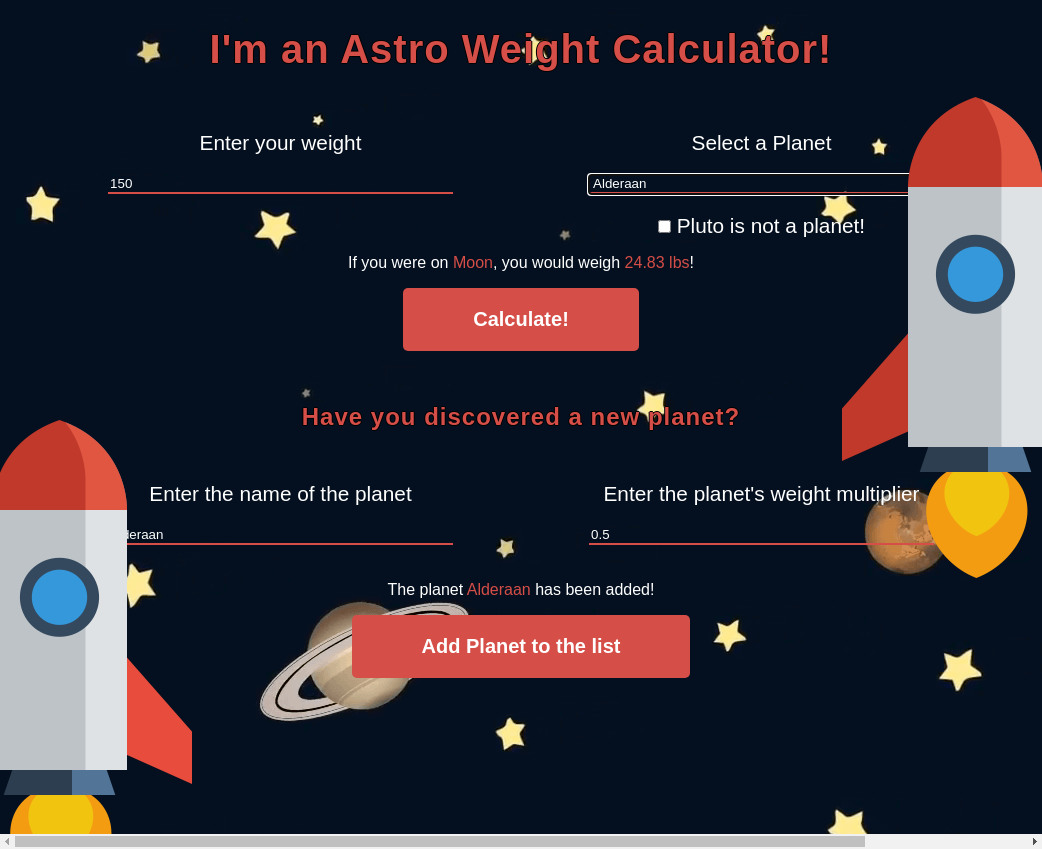 I'm an Astro Weight Calculator!
Enter your weight
Select a Planet
150
Alderaan
Pluto is not a planet!
If you were on Moon, you would weigh 24.83 lbs!
Calculate!
Have you discovered a new planet?
Enter the name of the planet
Enter the planet's weight multiplier
deraan
0.5
The planet Alderaan has been added!
Add Planet to the list